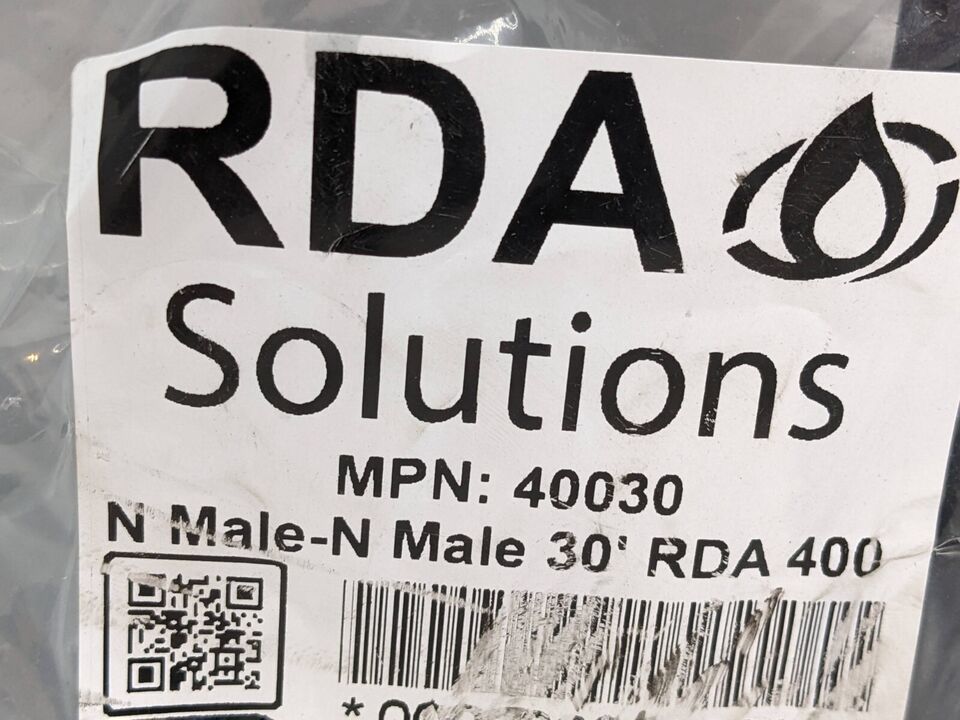 RDA
Solutions
MPN: 40030
N Male-N Male 30' RDA 400